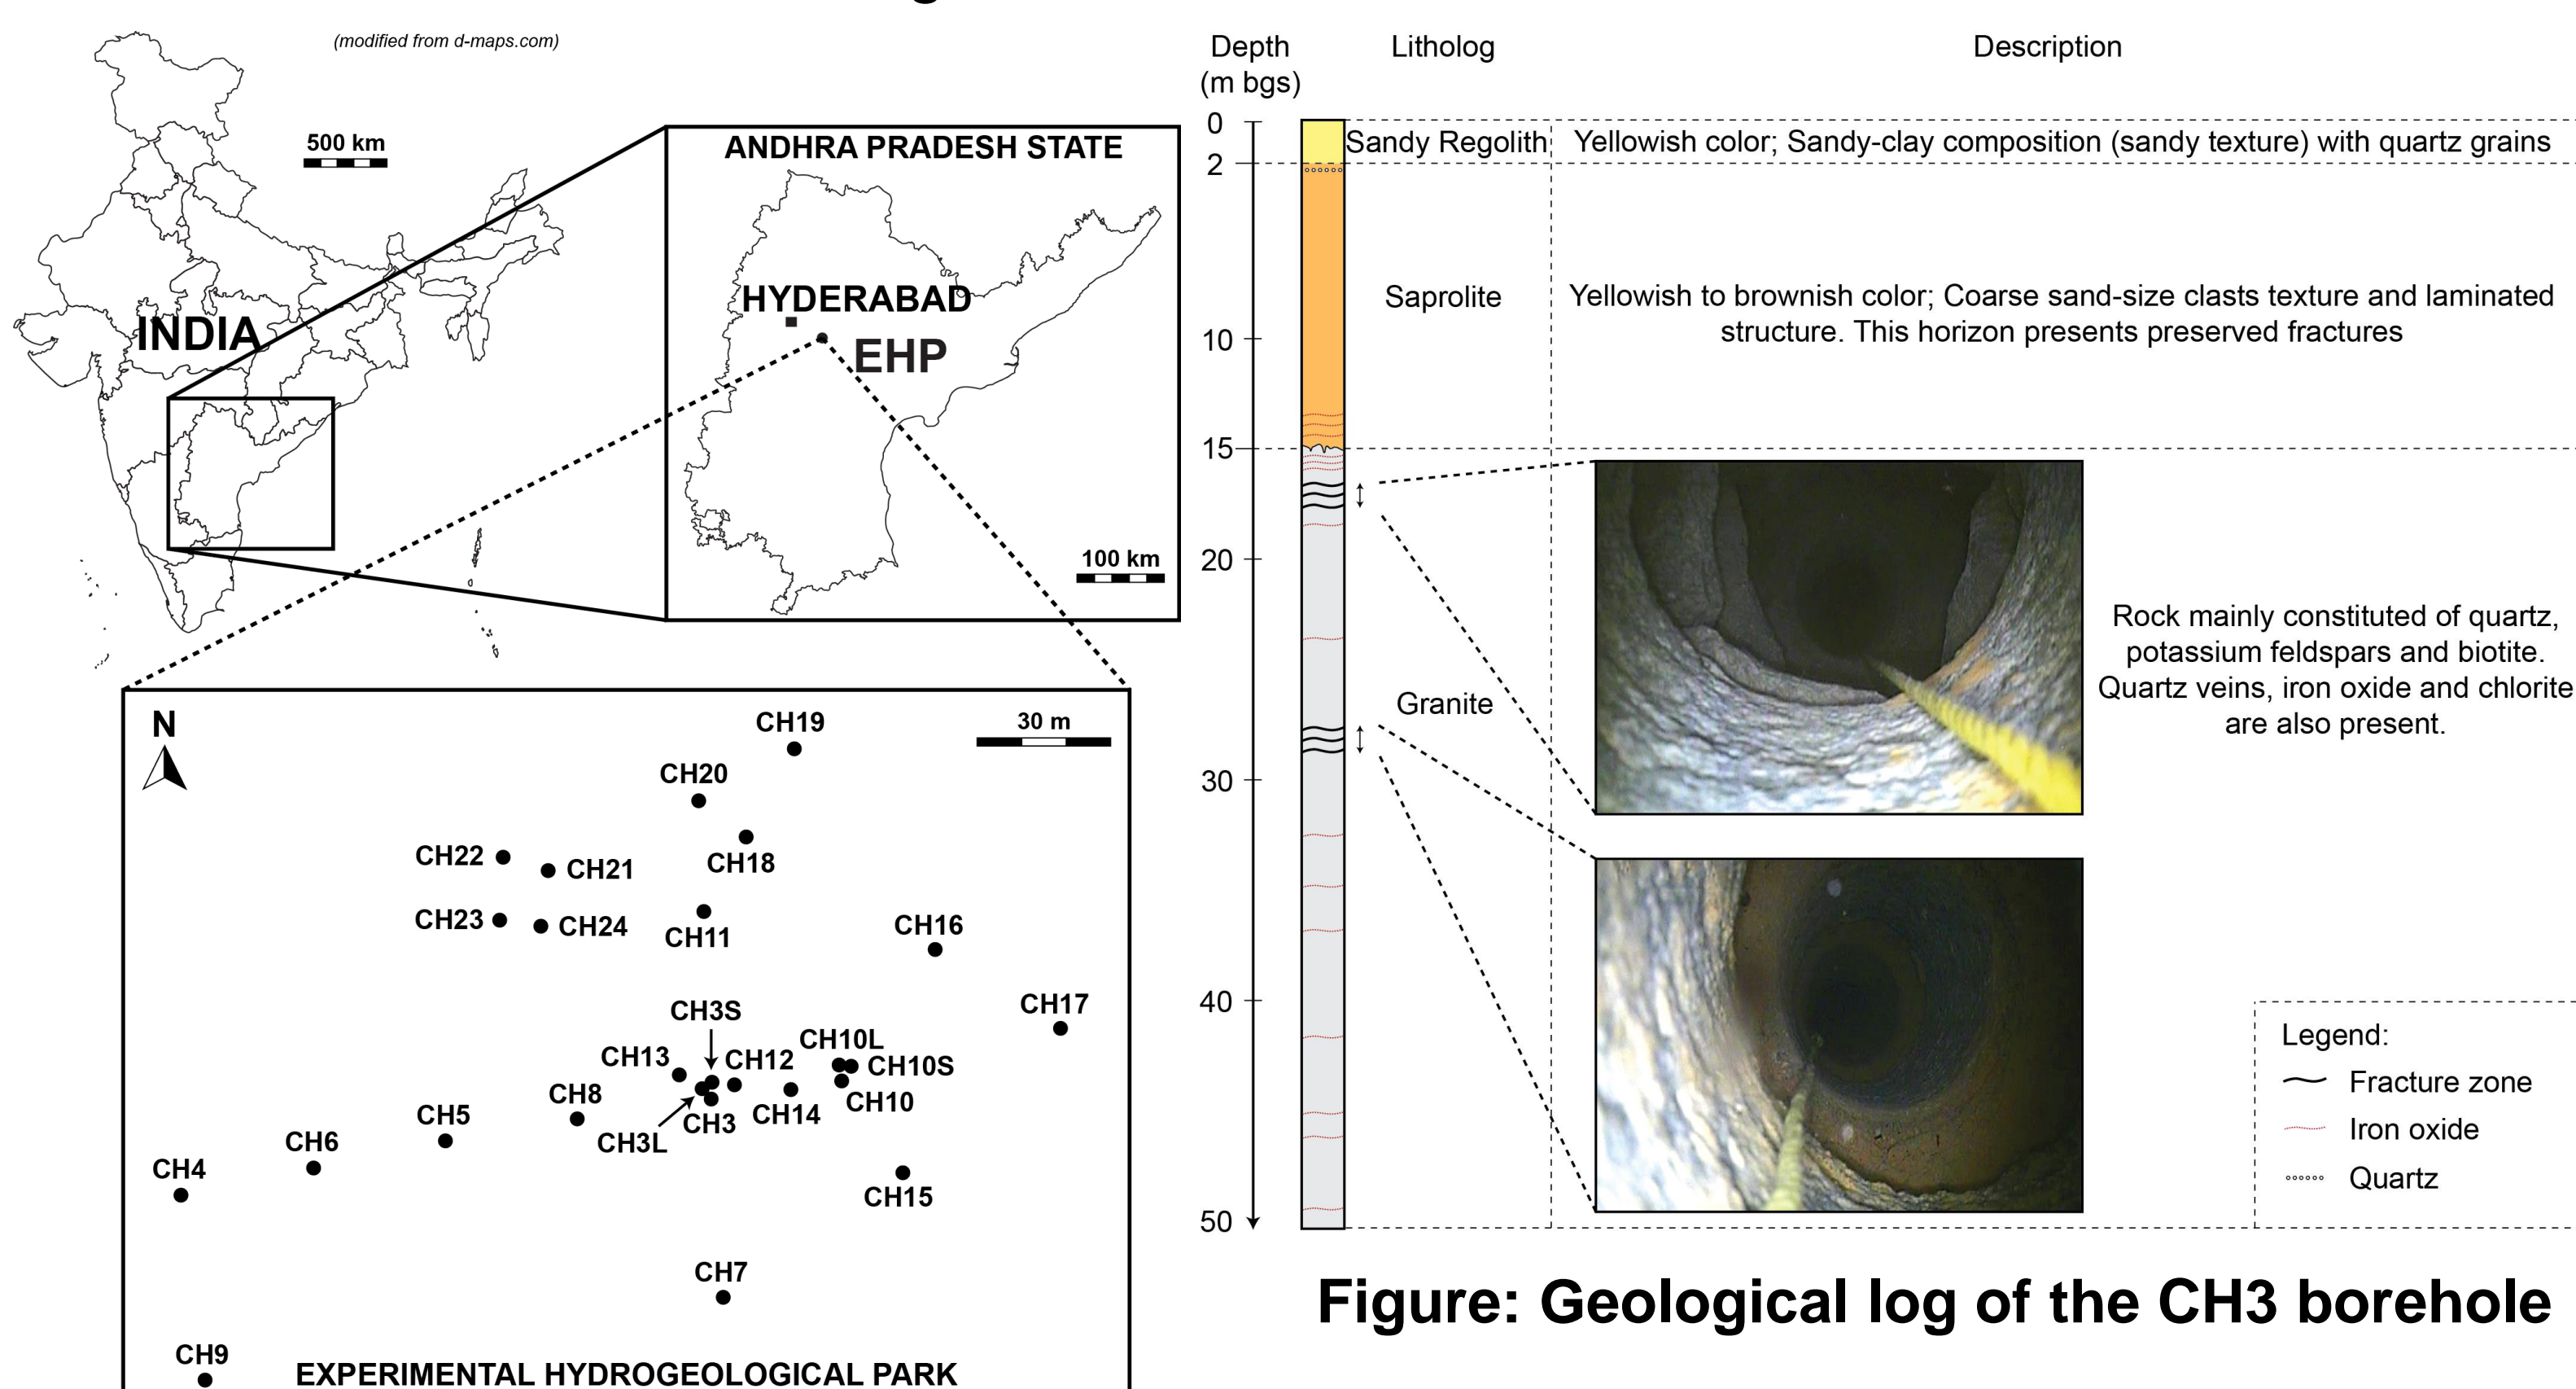 (modified from d-maps.com)
500 km
INDIA
ANDHRA PRADESH STATE
HYDERABAD
EHP
100 km
N
30 m
CH19
CH20
CH18
CH22
CH21
CH23
CH24
CH11
CH16
CH17
CH3S
CH10L
CH13
CH12
CH10S
CH8
CH14
CH10
CH5
CH3L
CH3
CH6
CH4
CH15
CH7
CH9
EXPERIMENTAL HYDROGEOLOGICAL PARK
Depth
(m bgs)
Litholog
Description
0
2
10
15
20
30
40
50
Sandy Regolith
Yellowish color; Sandy-clay composition (sandy texture) with quartz grains
Saprolite
Yellowish to brownish color; Coarse sand-size clasts texture and laminated
structure. This horizon presents preserved fractures
Granite
Rock mainly constituted of quartz,
potassium feldspars and biotite.
Quartz veins, iron oxide and chlorite
are also present.
Legend:
Fracture zone
Iron oxide
Quartz
Figure: Geological log of the CH3 borehole